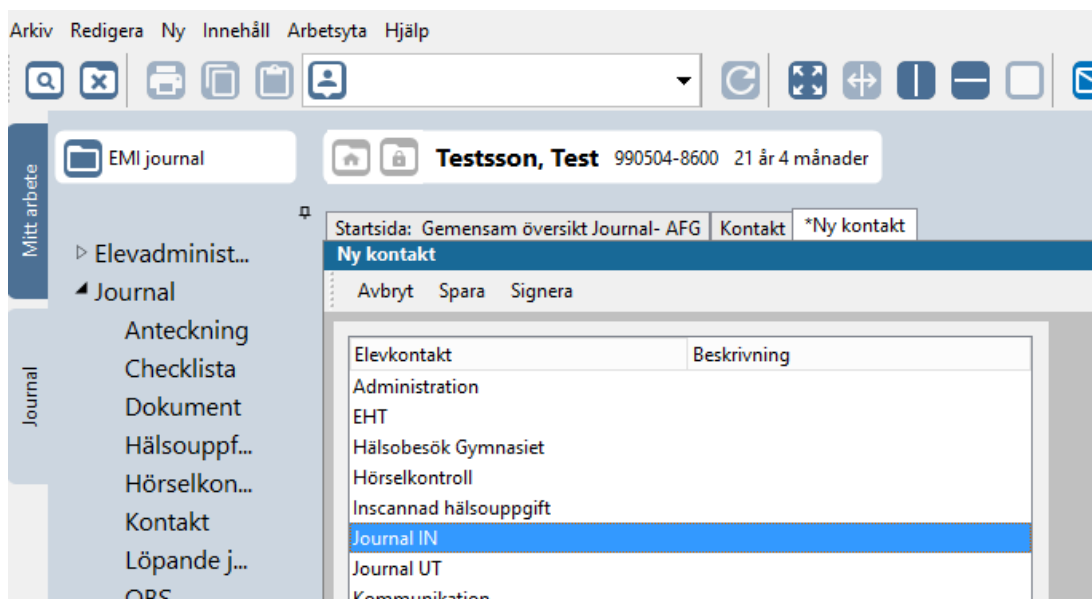 Arkiv Redigera Ny Innehåll Arbetsyta Hjälp
Mitt arbete
Journal
EMI journal
Testsson, Test 990504-8600 21 år 4 månader
Elevadminist...
Journal
Anteckning
Checklista
Dokument
Hälsouppf...
Hörselkon...
Kontakt
Löpande j...
OBS
Startsida: Gemensam översikt Journal- AFG Kontakt *Ny kontakt
Ny kontakt
Avbryt Spara Signera
Elevkontakt Beskrivning
Administration
EHT
Hälsobesök Gymnasiet
Hörselkontroll
Inscannad hälsouppgift
Journal IN
Journal UT
Kommunikation